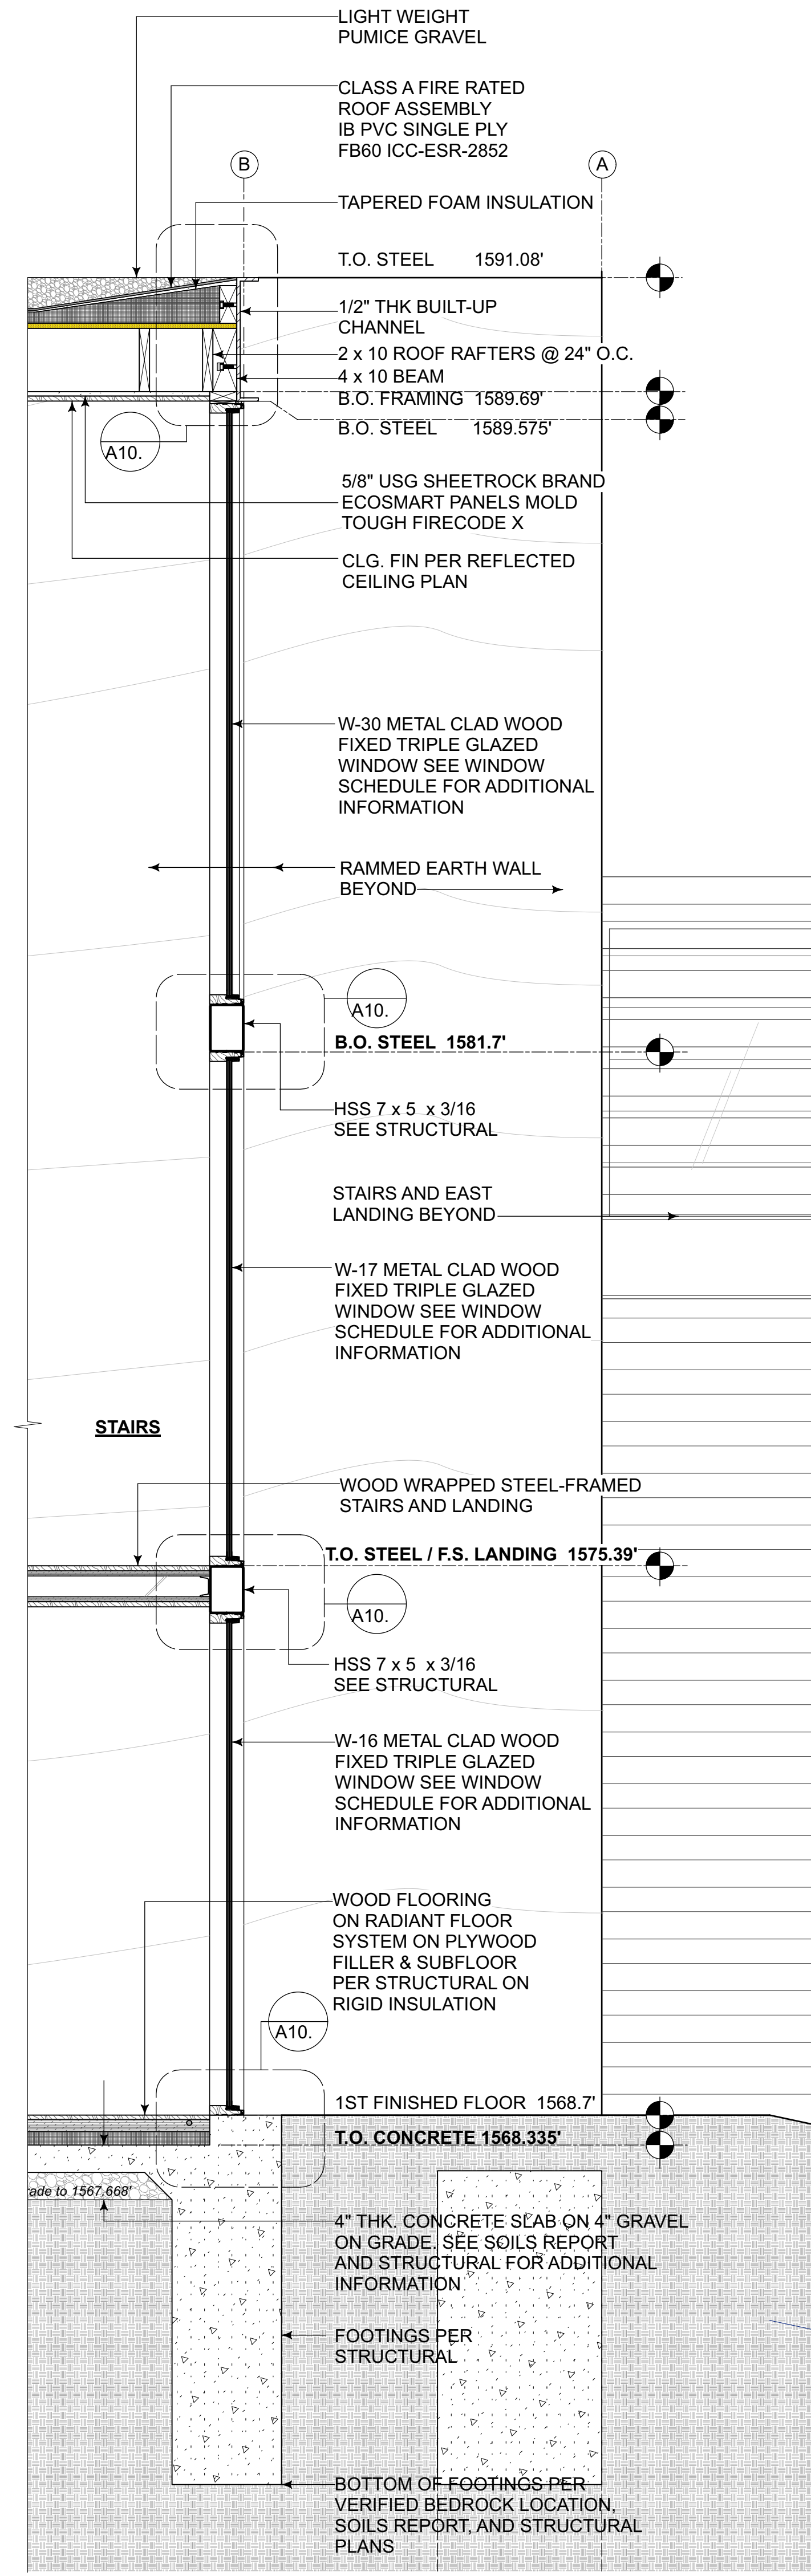 LIGHT WEIGHT
PUMICE GRAVEL
CLASS A FIRE RATED
ROOF ASSEMBLY
IB PVC SINGLE PLY
FB60 ICC-ESR-2852
B
A
TAPERED FOAM INSULATION
T.O. STEEL 1591.08'
1/2" THK BUILT-UP
CHANNEL
2 x 10 ROOF RAFTERS @ 24" O.C.
4 x 10 BEAM
B.O. FRAMING 1589.69'
B.O. STEEL 1589.575'
A10.
5/8" USG SHEETROCK BRAND
ECOSMART PANELS MOLD
TOUGH FIRECODE X
CLG. FIN PER REFLECTED
CEILING PLAN
W-30 METAL CLAD WOOD
FIXED TRIPLE GLAZED
WINDOW SEE WINDOW
SCHEDULE FOR ADDITIONAL
INFORMATION
RAMMED EARTH WALL
BEYOND
A10.
B.O. STEEL 1581.7'
HSS 7 x 5 x 3/16
SEE STRUCTURAL
STAIRS AND EAST
LANDING BEYOND
W-17 METAL CLAD WOOD
FIXED TRIPLE GLAZED
WINDOW SEE WINDOW
SCHEDULE FOR ADDITIONAL
INFORMATION
STAIRS
WOOD WRAPPED STEEL-FRAMED
STAIRS AND LANDING
T.O. STEEL / F.S. LANDING 1575.39'
A10.
HSS 7 x 5 x 3/16
SEE STRUCTURAL
W-16 METAL CLAD WOOD
FIXED TRIPLE GLAZED
WINDOW SEE WINDOW
SCHEDULE FOR ADDITIONAL
INFORMATION
WOOD FLOORING
ON RADIANT FLOOR
SYSTEM ON PLYWOOD
FILLER & SUBFLOOR
PER STRUCTURAL ON
RIGID INSULATION
A10.
1ST FINISHED FLOOR 1568.7'
T.O. CONCRETE 1568.335'
rade to 1567.668'
4" THK. CONCRETE SLAB ON 4" GRAVEL
ON GRADE. SEE SOILS REPORT
AND STRUCTURAL FOR ADDITIONAL
INFORMATION
FOOTINGS PER
STRUCTURAL
BOTTOM OF FOOTINGS PER
VERIFIED BEDROCK LOCATION,
SOILS REPORT, AND STRUCTURAL
PLANS